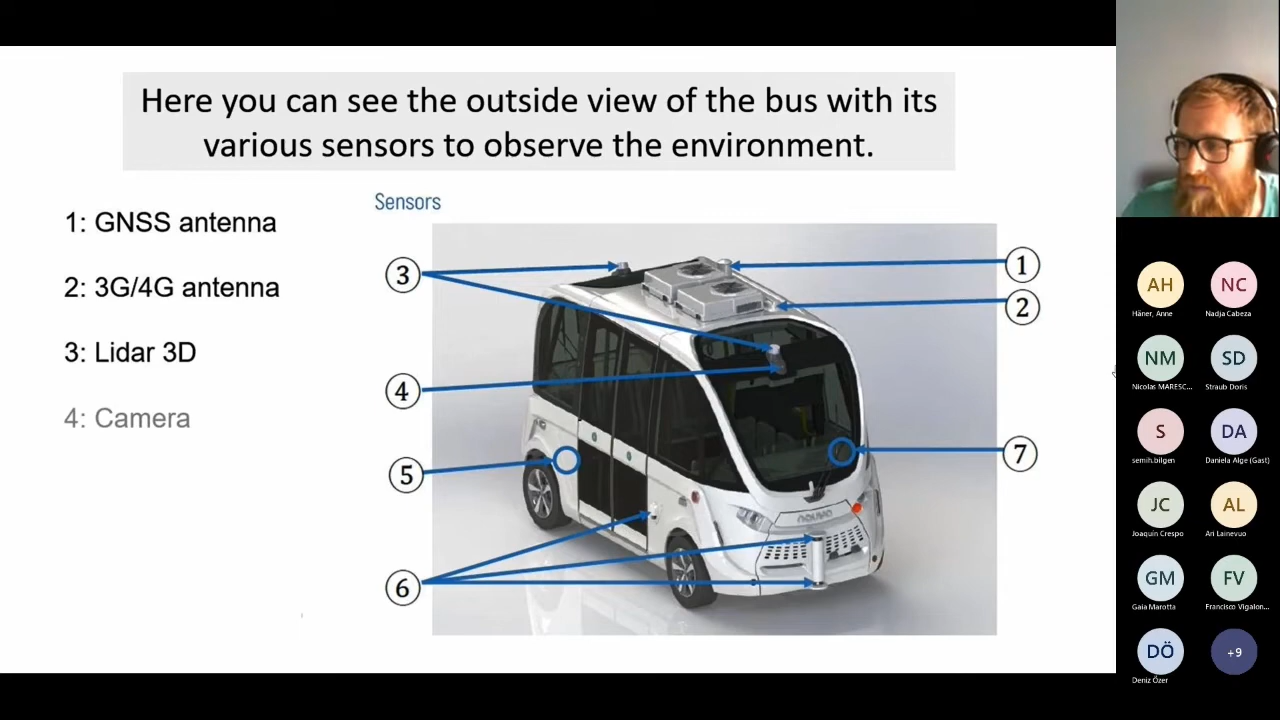 Here you can see the outside view of the bus with its
various sensors to observe the environment.
Sensors
1: GNSS antenna
2: 3G/4G antenna
3: Lidar 3D
4: Camera
3
1
2
4
5
7
6
AH
NC
Häner, Anne
Nadja Cabeza
NM
SD
Nicolas MARESC...
Straub Doris
S
DA
semih.bilgen
Daniela Alge (Gast)
JC
AL
Joaquín Crespo
Ari Lainevuo
GM
FV
Gaia Marotta
Francisco Vigalon...
DÖ
+9
Deniz Özer